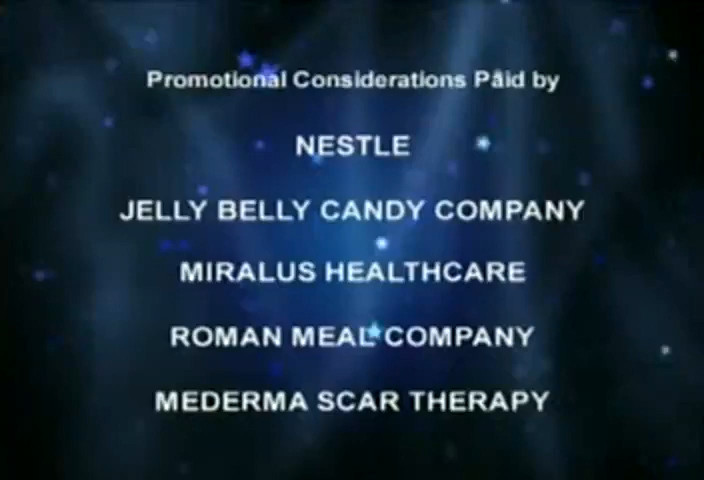 Promotional Considerations Paid by
NESTLE
JELLY BELLY CANDY COMPANY
MIRALUS HEALTHCARE
ROMAN MEAL COMPANY
MEDERMA SCAR THERAPY